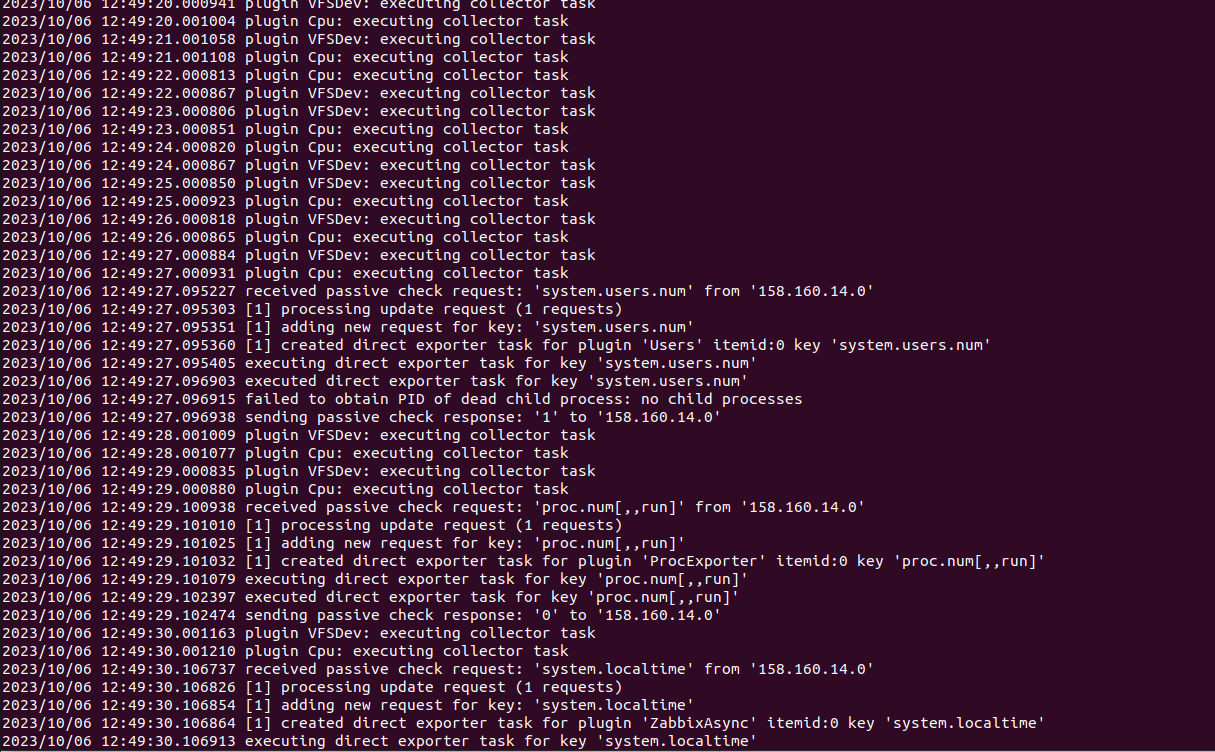 2023/10/06 12:49:20.000941 plugin VFSDev: executing collector task
2023/10/06 12:49:20.001004 plugin Cpu: executing collector task
2023/10/06 12:49:21.001058 plugin VFSDev: executing collector task
2023/10/06 12:49:21.001108 plugin Cpu: executing collector task
2023/10/06 12:49:22.000813 plugin Cpu: executing collector task
2023/10/06 12:49:22.000867 plugin VFSDev: executing collector task
2023/10/06 12:49:23.000806 plugin VFSDev: executing collector task
2023/10/06 12:49:23.000851 plugin Cpu: executing collector task
2023/10/06 12:49:24.000820 plugin Cpu: executing collector task
2023/10/06 12:49:24.000867 plugin VFSDev: executing collector task
2023/10/06 12:49:25.000850 plugin VFSDev: executing collector task
2023/10/06 12:49:25.000923 plugin Cpu: executing collector task
2023/10/06 12:49:26.000818 plugin VFSDev: executing collector task
2023/10/06 12:49:26.000865 plugin Cpu: executing collector task
2023/10/06 12:49:27.000884 plugin VFSDev: executing collector task
2023/10/06 12:49:27.000931 plugin Cpu: executing collector task
2023/10/06 12:49:27.095227 received passive check request: 'system.users.num' from '158.160.14.0'
2023/10/06 12:49:27.095303 [1] processing update request (1 requests)
2023/10/06 12:49:27.095351 [1] adding new request for key: 'system.users.num'
2023/10/06 12:49:27.095360 [1] created direct exporter task for plugin 'Users' itemid:0 key 'system.users.num'
2023/10/06 12:49:27.095405 executing direct exporter task for key 'system.users.num'
2023/10/06 12:49:27.096903 executed direct exporter task for key 'system.users.num'
2023/10/06 12:49:27.096915 failed to obtain PID of dead child process: no child processes
2023/10/06 12:49:27.096938 sending passive check response: '1' to '158.160.14.0'
2023/10/06 12:49:28.001009 plugin VFSDev: executing collector task
2023/10/06 12:49:28.001077 plugin Cpu: executing collector task
2023/10/06 12:49:29.000835 plugin VFSDev: executing collector task
2023/10/06 12:49:29.000880 plugin Cpu: executing collector task
2023/10/06 12:49:29.100938 received passive check request: 'proc.num[,,run]' from '158.160.14.0'
2023/10/06 12:49:29.101010 [1] processing update request (1 requests)
2023/10/06 12:49:29.101025 [1] adding new request for key: 'proc.num[,,run]'
2023/10/06 12:49:29.101032 [1] created direct exporter task for plugin 'ProcExporter' itemid:0 key 'proc.num[,,run]'
2023/10/06 12:49:29.101079 executing direct exporter task for key 'proc.num[,,run]'
2023/10/06 12:49:29.102397 executed direct exporter task for key 'proc.num[,,run]'
2023/10/06 12:49:29.102474 sending passive check response: '0' to '158.160.14.0'
2023/10/06 12:49:30.001163 plugin VFSDev: executing collector task
2023/10/06 12:49:30.001210 plugin Cpu: executing collector task
2023/10/06 12:49:30.106737 received passive check request: 'system.localtime' from '158.160.14.0'
2023/10/06 12:49:30.106826 [1] processing update request (1 requests)
2023/10/06 12:49:30.106854 [1] adding new request for key: 'system.localtime'
2023/10/06 12:49:30.106864 [1] created direct exporter task for plugin 'ZabbixAsync' itemid:0 key 'system.localtime'
2023/10/06 12:49:30.106913 executing direct exporter task for key 'system.localtime'